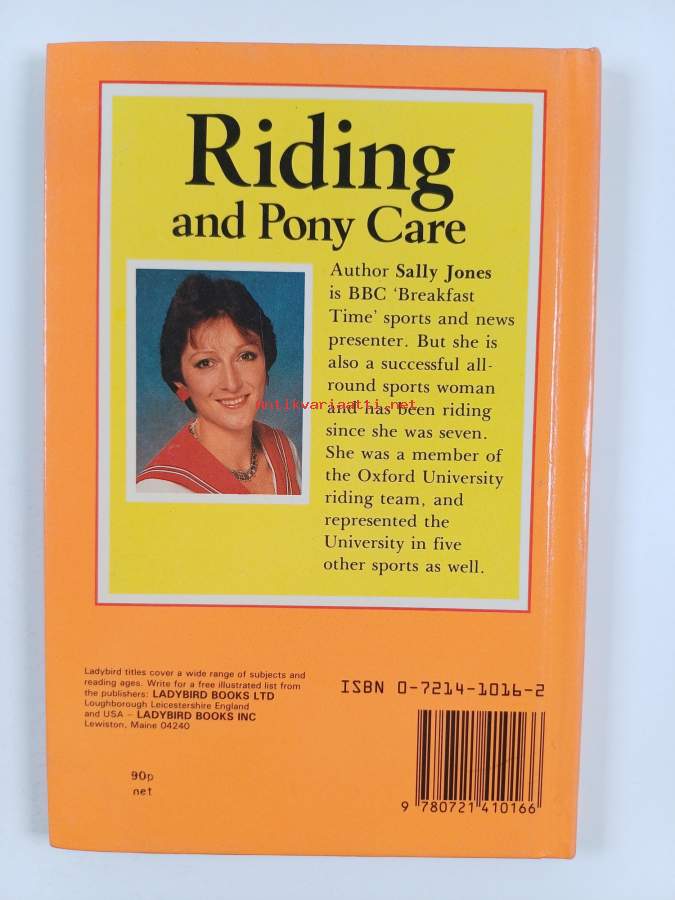 Riding
and Pony Care
Author Sally Jones
is BBC ‘Breakfast
Time’ sports and news
presenter. But she is
also a successful all-
round sports woman
and has been riding
since she was seven.
She was a member of
the Oxford University
riding team, and
represented the
University in five
other sports as well.
antikvariaatti.net
Ladybird titles cover a wide range of subjects and
reading ages. Write for a free illustrated list from
the publishers: LADYBIRD BOOKS LTD
Loughborough Leicestershire England
and USA – LADYBIRD BOOKS INC
Lewiston, Maine 04240
90p
net
ISBN 0-7214-1016-2
9 780721 410166